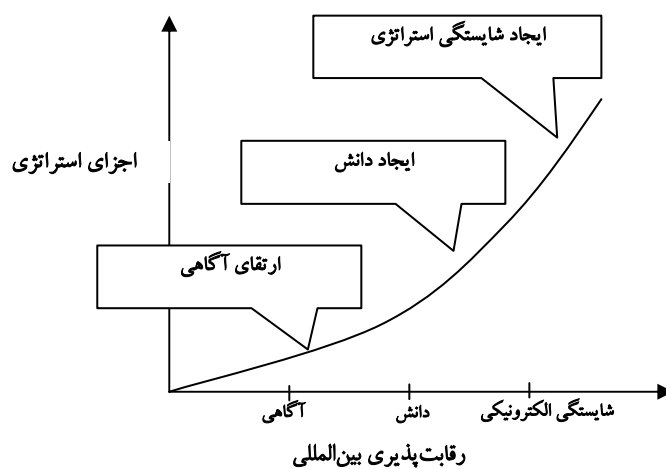 ایجاد شایستگی استراتژی
اجزای استراتژی
ایجاد دانش
ارتقای آگاهی
شایستگی الکترونیکی
دانش
آگاهی
رقابت‌پذیری بین‌المللی